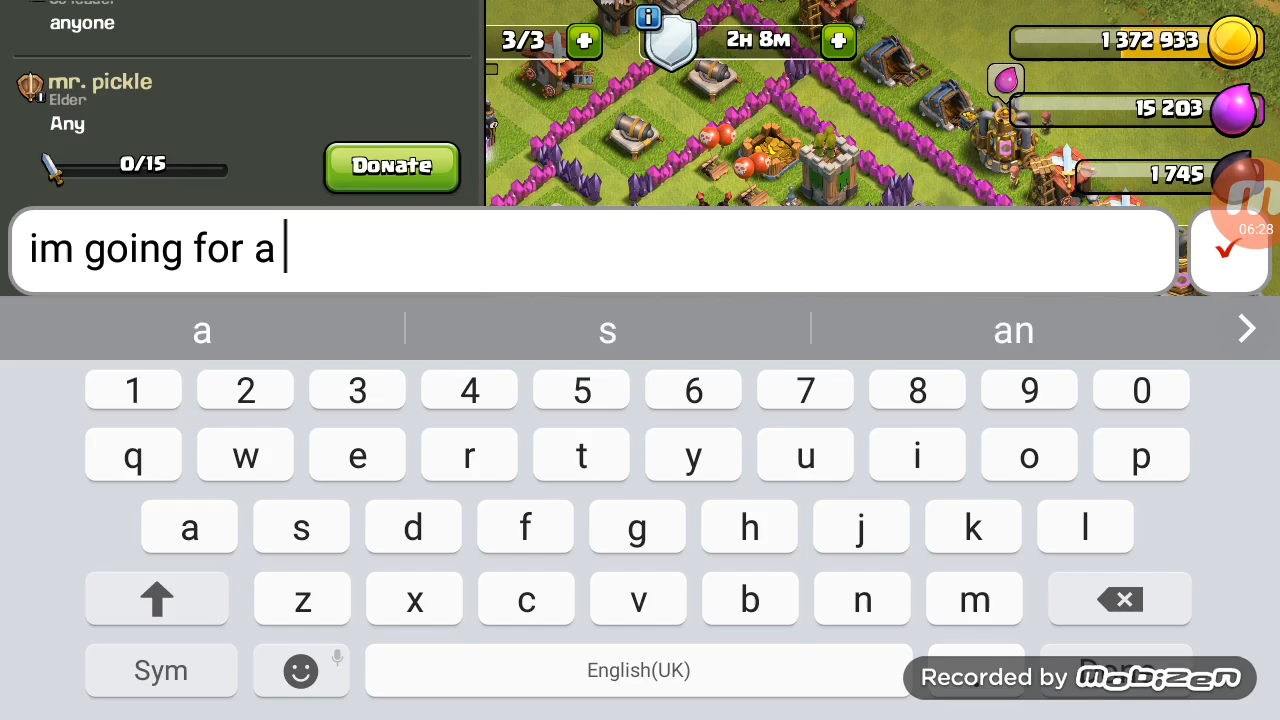 anyone
mr. pickle
Elder
Any
0/15
Donate
3/3
i
2H 8M
1 372 933
15 203
1 745
06:28
im going for a
a
s
an
1 2 3 4 5 6 7 8 9 0
q w e r t y u i o p
a s d f g h j k l
z x c v b n m
Sym
English(UK)
Recorded by mobizen